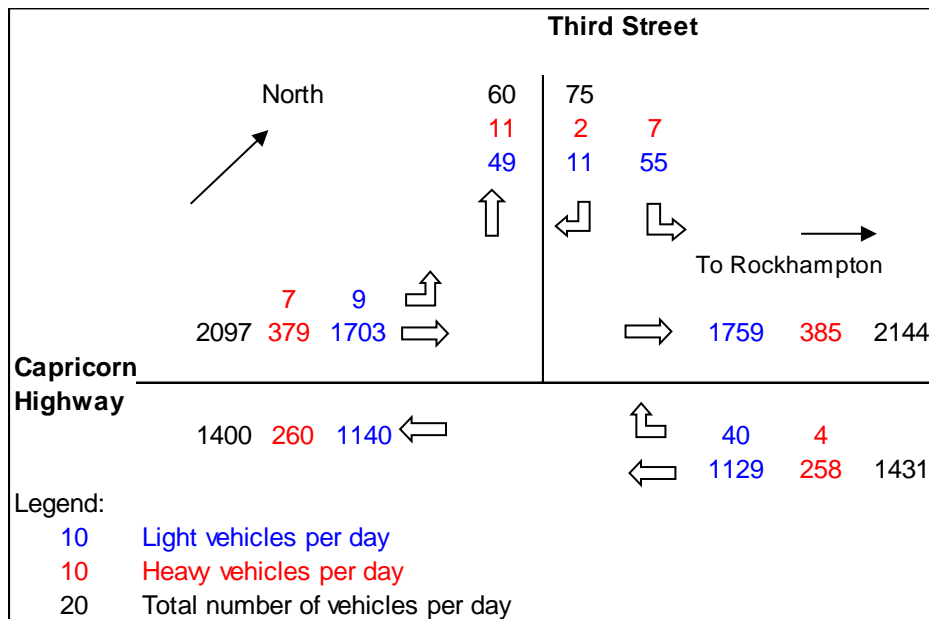 Third Street
North 60 75
11 2 7
49 11 55
To Rockhampton
7 9
2097 379 1703 1759 385 2144
Capricorn
Highway
1400 260 1140 40 4
1129 258 1431
Legend:
10 Light vehicles per day
10 Heavy vehicles per day
20 Total number of vehicles per day